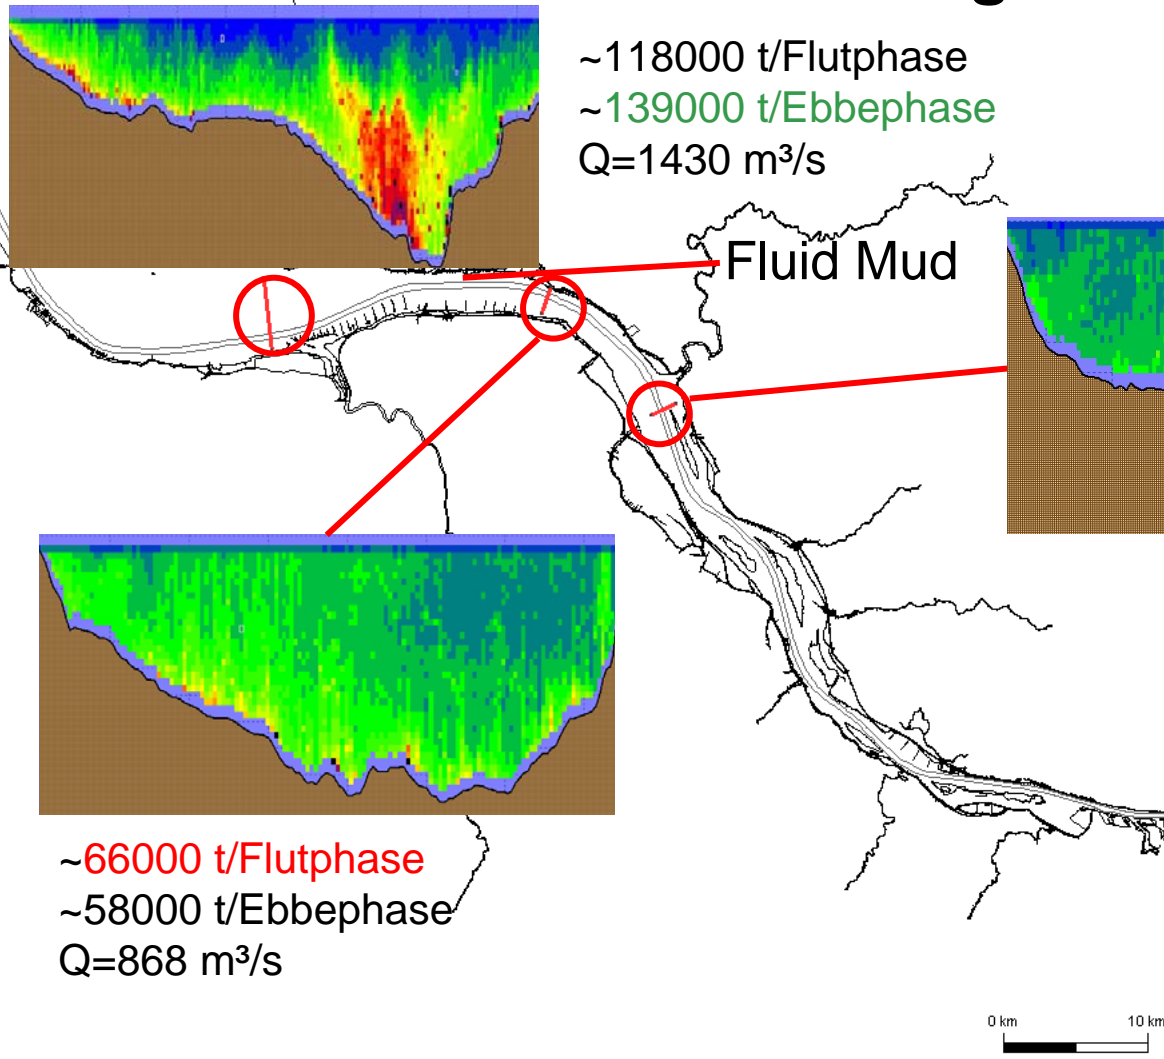 ~118000 t/Flutphase
~139000 t/Ebbephase
Q=1430 m³/s
Fluid Mud
~66000 t/Flutphase
~58000 t/Ebbephase
Q=868 m³/s
0 km 10 km